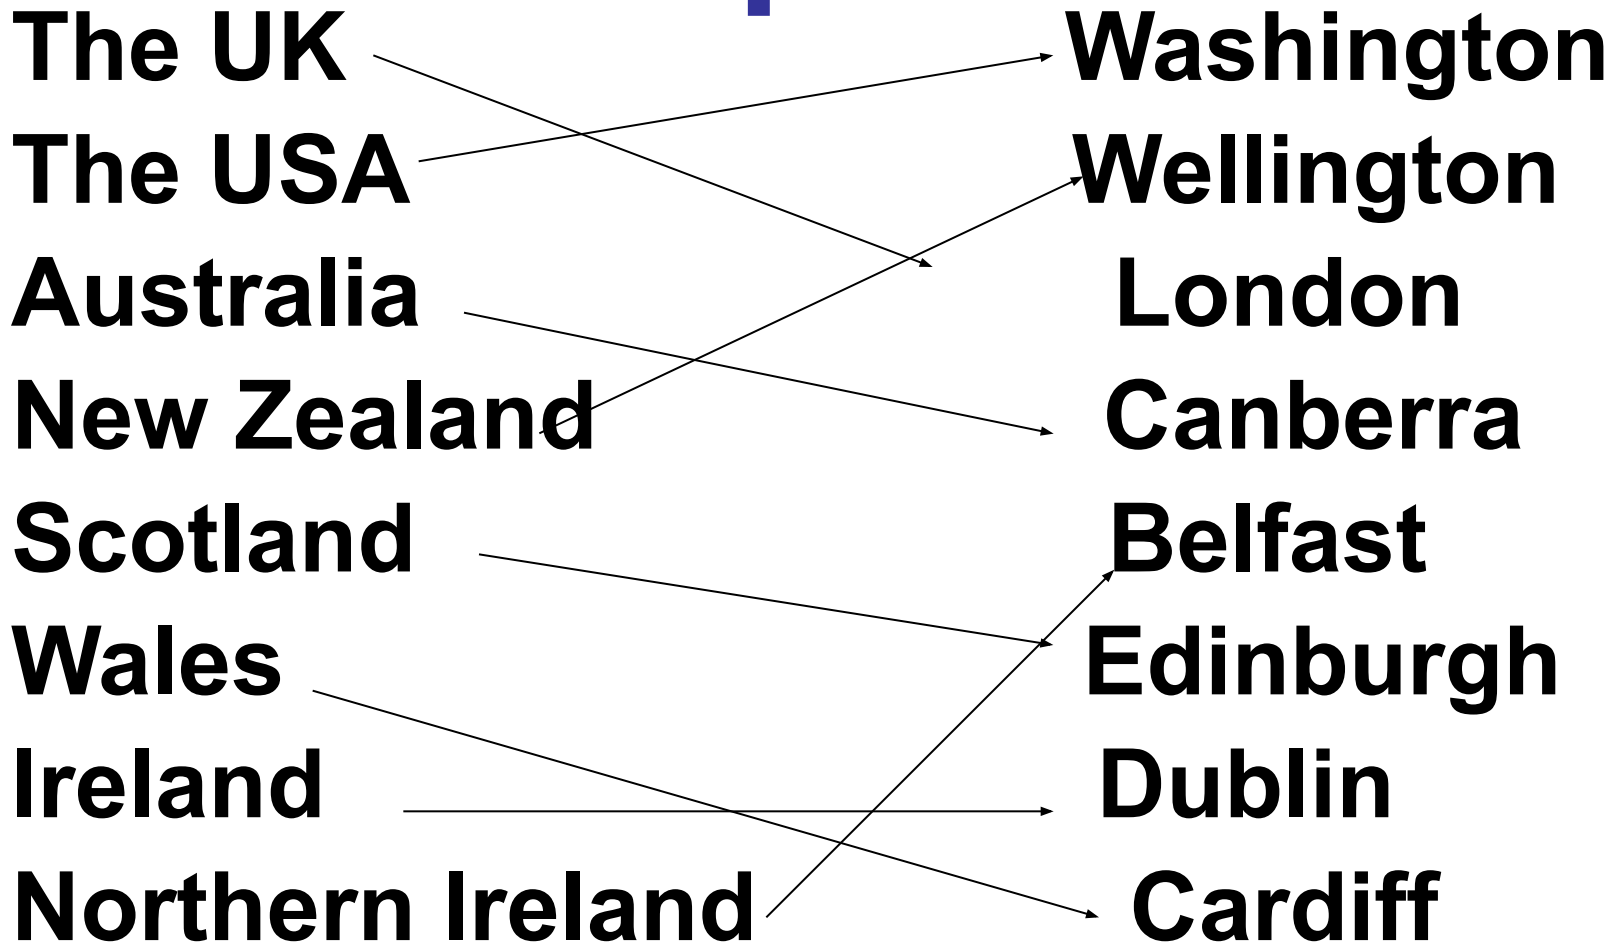 The UK Washington
The USA Wellington
Australia London
New Zealand Canberra
Scotland Belfast
Wales Edinburgh
Ireland Dublin
Northern Ireland Cardiff